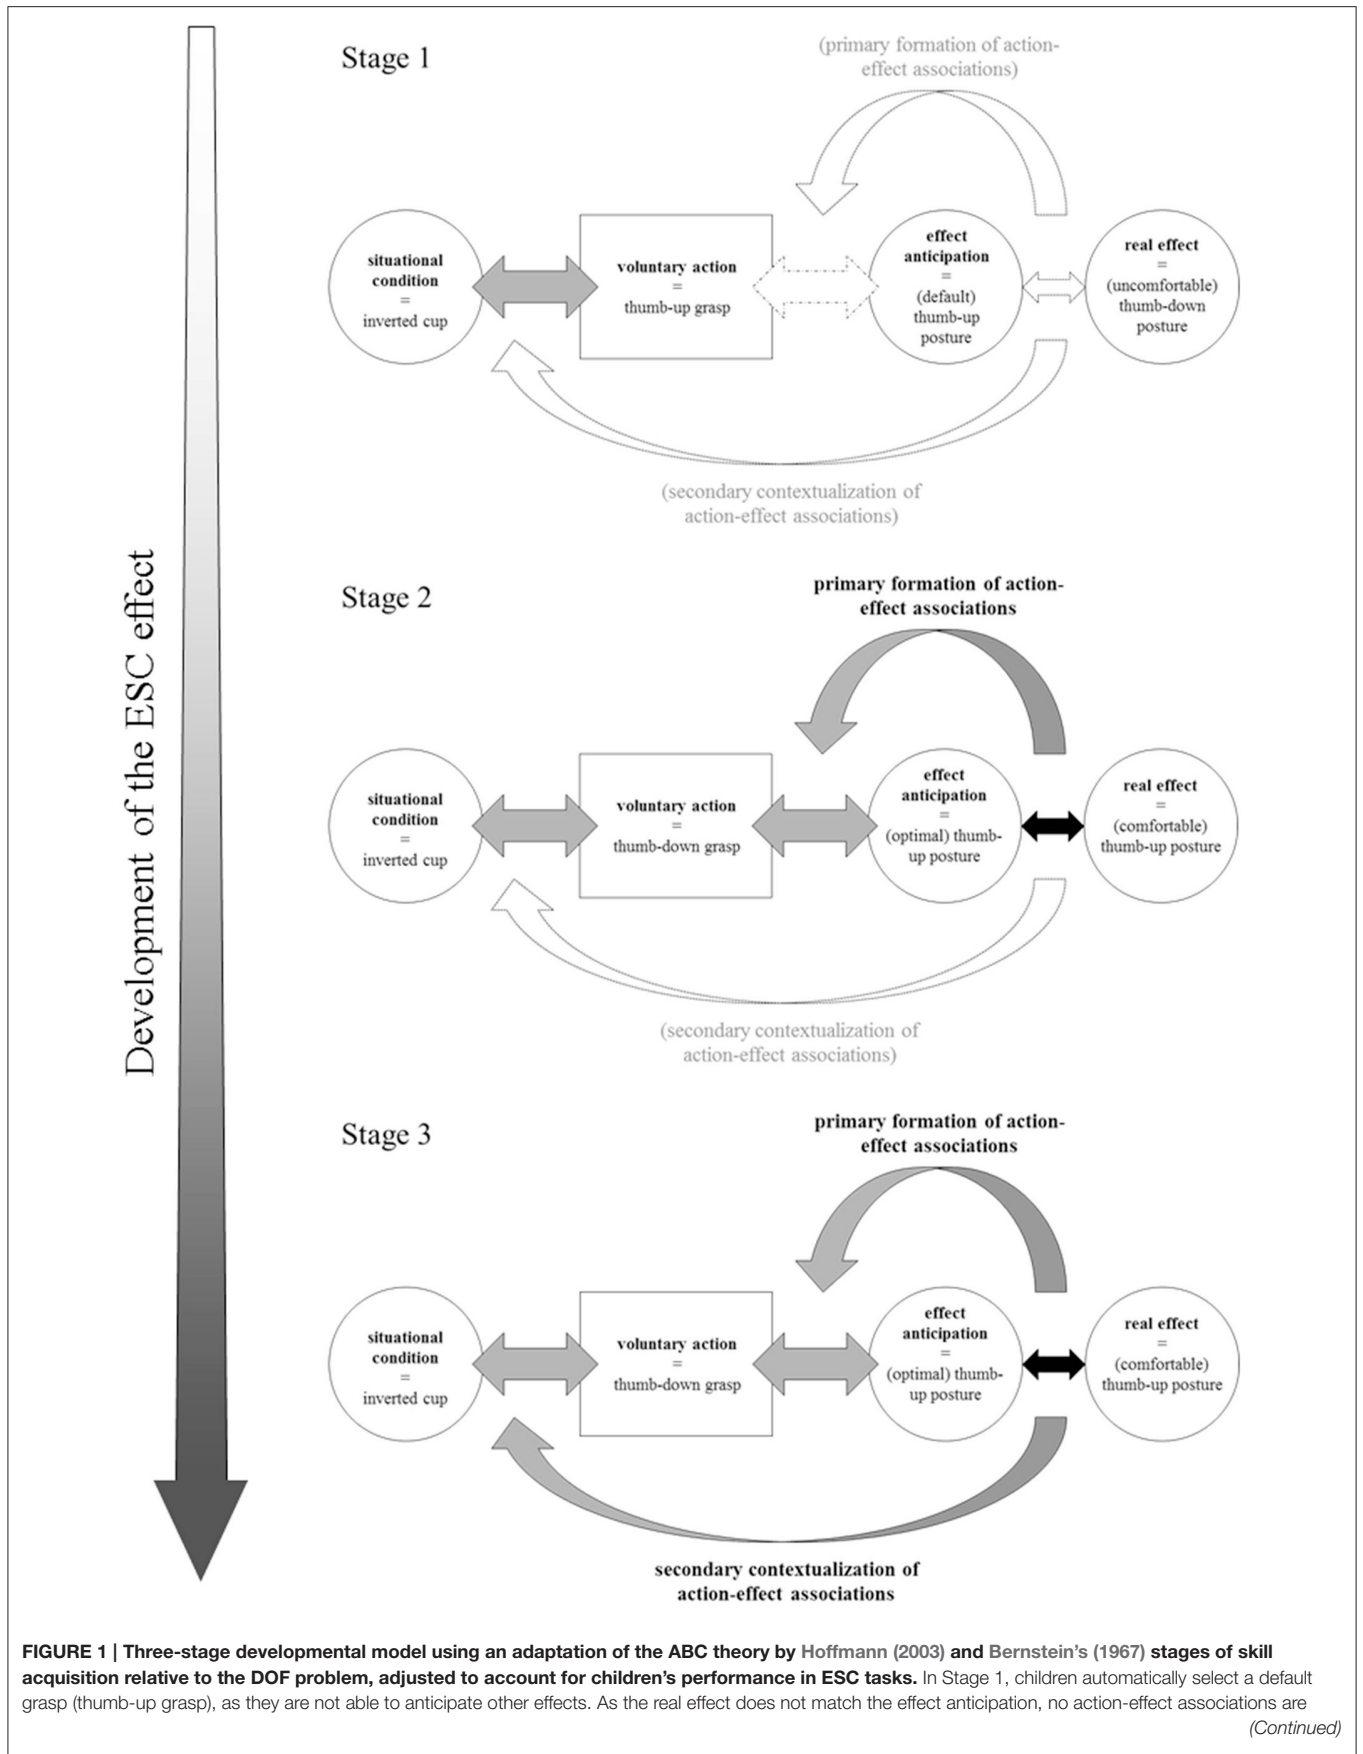 Development of the ESC effect
Stage 1
(primary formation of action-
effect associations)
situational
condition
=
inverted cup
voluntary action
=
thumb-up grasp
effect
anticipation
=
(default)
thumb-up
posture
real effect
=
(uncomfortable)
thumb-down
posture
(secondary contextualization of
action-effect associations)
Stage 2
primary formation of action-
effect associations
situational
condition
=
inverted cup
voluntary action
=
thumb-down grasp
effect
anticipation
=
(optimal) thumb-
up posture
real effect
=
(comfortable)
thumb-up posture
(secondary contextualization of
action-effect associations)
Stage 3
primary formation of action-
effect associations
situational
condition
=
inverted cup
voluntary action
=
thumb-down grasp
effect
anticipation
=
(optimal) thumb-
up posture
real effect
=
(comfortable)
thumb-up posture
secondary contextualization of
action-effect associations
FIGURE 1 | Three-stage developmental model using an adaptation of the ABC theory by Hoffmann (2003) and Bernstein's (1967) stages of skill
acquisition relative to the DOF problem, adjusted to account for children's performance in ESC tasks. In Stage 1, children automatically select a default
grasp (thumb-up grasp), as they are not able to anticipate other effects. As the real effect does not match the effect anticipation, no action-effect associations are
(Continued)